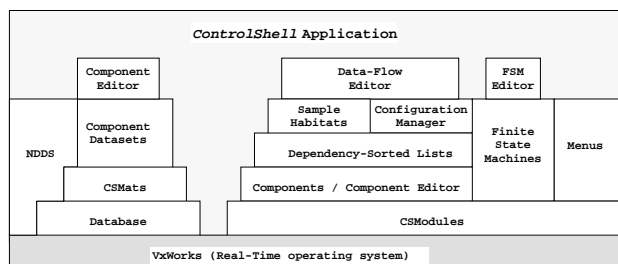 ControlShell Application
Component
Editor
Data-Flow
Editor
FSM
Editor
NDDS
Component
Datasets
Sample
Habitats
Configuration
Manager
Finite
State
Machines
Menus
Dependency-Sorted Lists
CSMats
Components / Component Editor
Database
CSModules
VxWorks (Real-Time operating system)